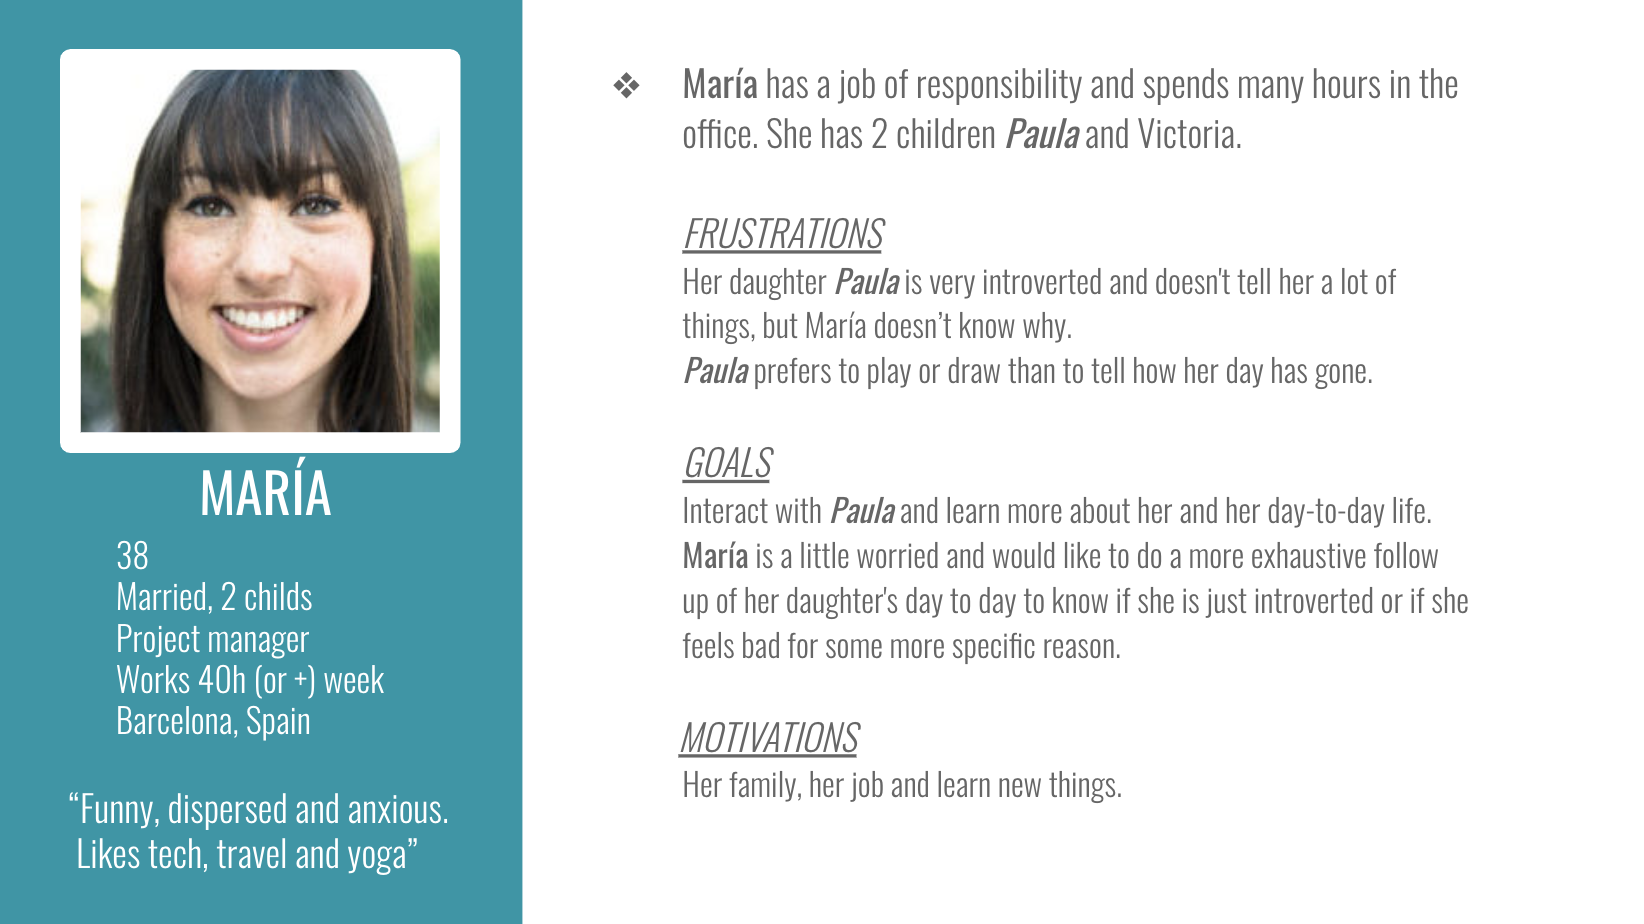 MARÍA
38
Married, 2 childs
Project manager
Works 40h (or +) week
Barcelona, Spain
“Funny, dispersed and anxious.
Likes tech, travel and yoga”
❖ María has a job of responsibility and spends many hours in the
office. She has 2 children Paula and Victoria.
FRUSTRATIONS
Her daughter Paula is very introverted and doesn't tell her a lot of
things, but María doesn’t know why.
Paula prefers to play or draw than to tell how her day has gone.
GOALS
Interact with Paula and learn more about her and her day-to-day life.
María is a little worried and would like to do a more exhaustive follow
up of her daughter's day to day to know if she is just introverted or if she
feels bad for some more specific reason.
MOTIVATIONS
Her family, her job and learn new things.